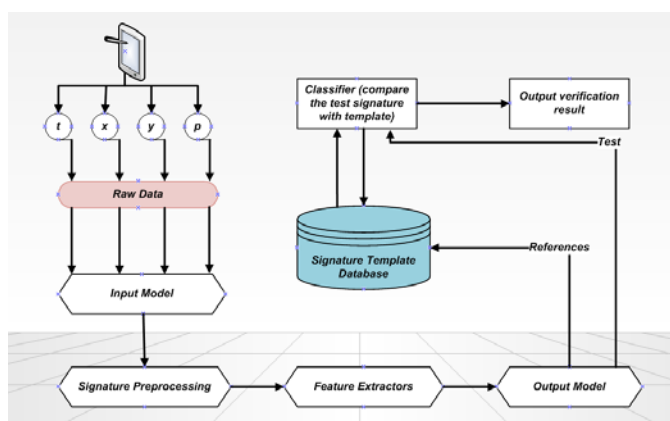 t x y p
Raw Data
Input Model
Signature Preprocessing
Feature Extractors
Output Model
References
Test
Signature Template
Database
Classifier (compare
the test signature
with template)
Output verification
result